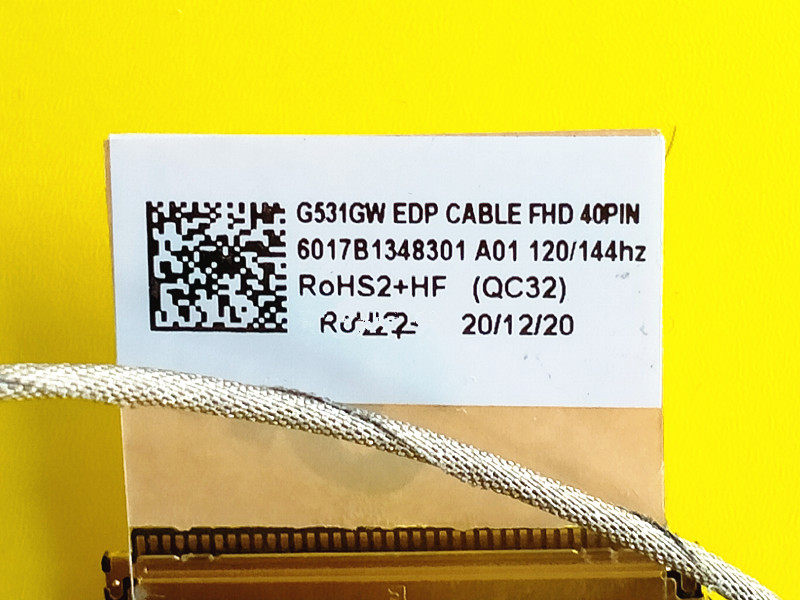 G531GW EDP CABLE FHD 40PIN
6017B1348301 A01 120/144hz
RoHS2+HF (QC32)
20/12/20